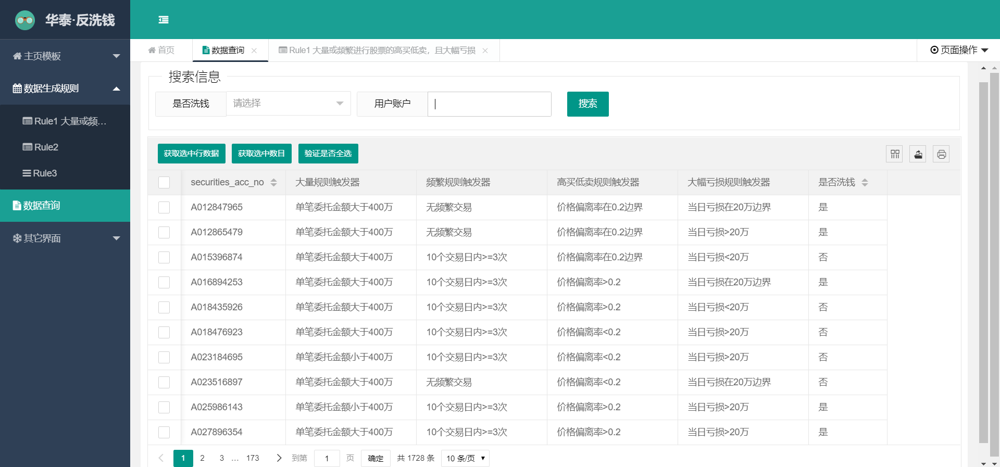 华泰·反洗钱
主页模板
数据生成规则
Rule1 大量或频...
Rule2
Rule3
数据查询
其它界面
首页
数据查询
Rule1 大量或频繁进行股票的高买低卖，且大幅亏损
页面操作
搜索信息
是否洗钱 请选择 用户账户 搜索
获取选中行数据 获取选中数目 验证是否全选
securities_acc_no 大量规则触发器 频繁规则触发器 高买低卖规则触发器 大幅亏损规则触发器 是否洗钱
A012847965 单笔委托金额大于400万 无频繁交易 价格偏离率在0.2边界 当日亏损在20万边界 是
A012865479 单笔委托金额大于400万 无频繁交易 价格偏离率在0.2边界 当日亏损>20万 是
A015396874 单笔委托金额大于400万 10个交易日内>=3次 价格偏离率在0.2边界 当日亏损<20万 否
A016894253 单笔委托金额大于400万 10个交易日内>=3次 价格偏离率>0.2 当日亏损在20万边界 是
A018435926 单笔委托金额大于400万 10个交易日内>=3次 价格偏离率>0.2 当日亏损<20万 否
A018476923 单笔委托金额大于400万 10个交易日内>=3次 价格偏离率<0.2 当日亏损>20万 否
A023184695 单笔委托金额小于400万 10个交易日内>=3次 价格偏离率<0.2 当日亏损>20万 否
A023516897 单笔委托金额大于400万 无频繁交易 价格偏离率<0.2 当日亏损在20万边界 否
A025986143 单笔委托金额小于400万 10个交易日内>=3次 价格偏离率>0.2 当日亏损>20万 是
A027896354 单笔委托金额大于400万 10个交易日内>=3次 价格偏离率>0.2 当日亏损>20万 是
1 2 3 ... 173 到第 1 页 确定 共 1728 条 10 条/页